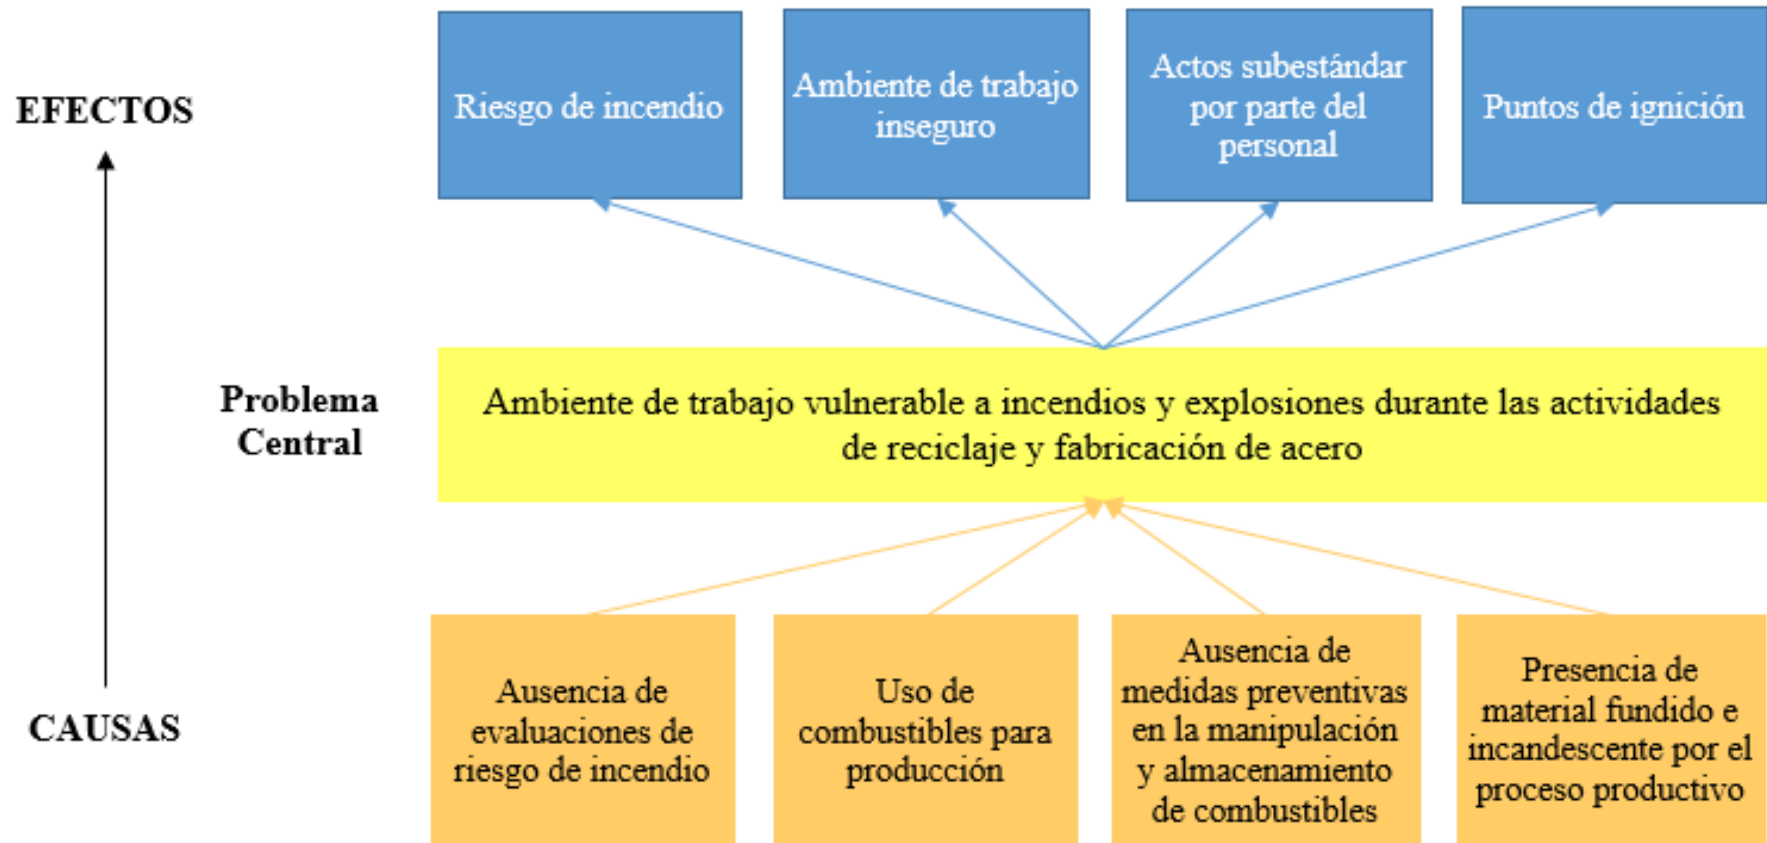 EFECTOS
Riesgo de incendio
Ambiente de trabajo
inseguro
Actos subestándar
por parte del
personal
Puntos de ignición
Problema
Central
Ambiente de trabajo vulnerable a incendios y explosiones durante las actividades
de reciclaje y fabricación de acero
CAUSAS
Ausencia de
evaluaciones de
riesgo de incendio
Uso de
combustibles para
producción
Ausencia de
medidas preventivas
en la manipulación
y almacenamiento
de combustibles
Presencia de
material fundido e
incandescente por el
proceso productivo